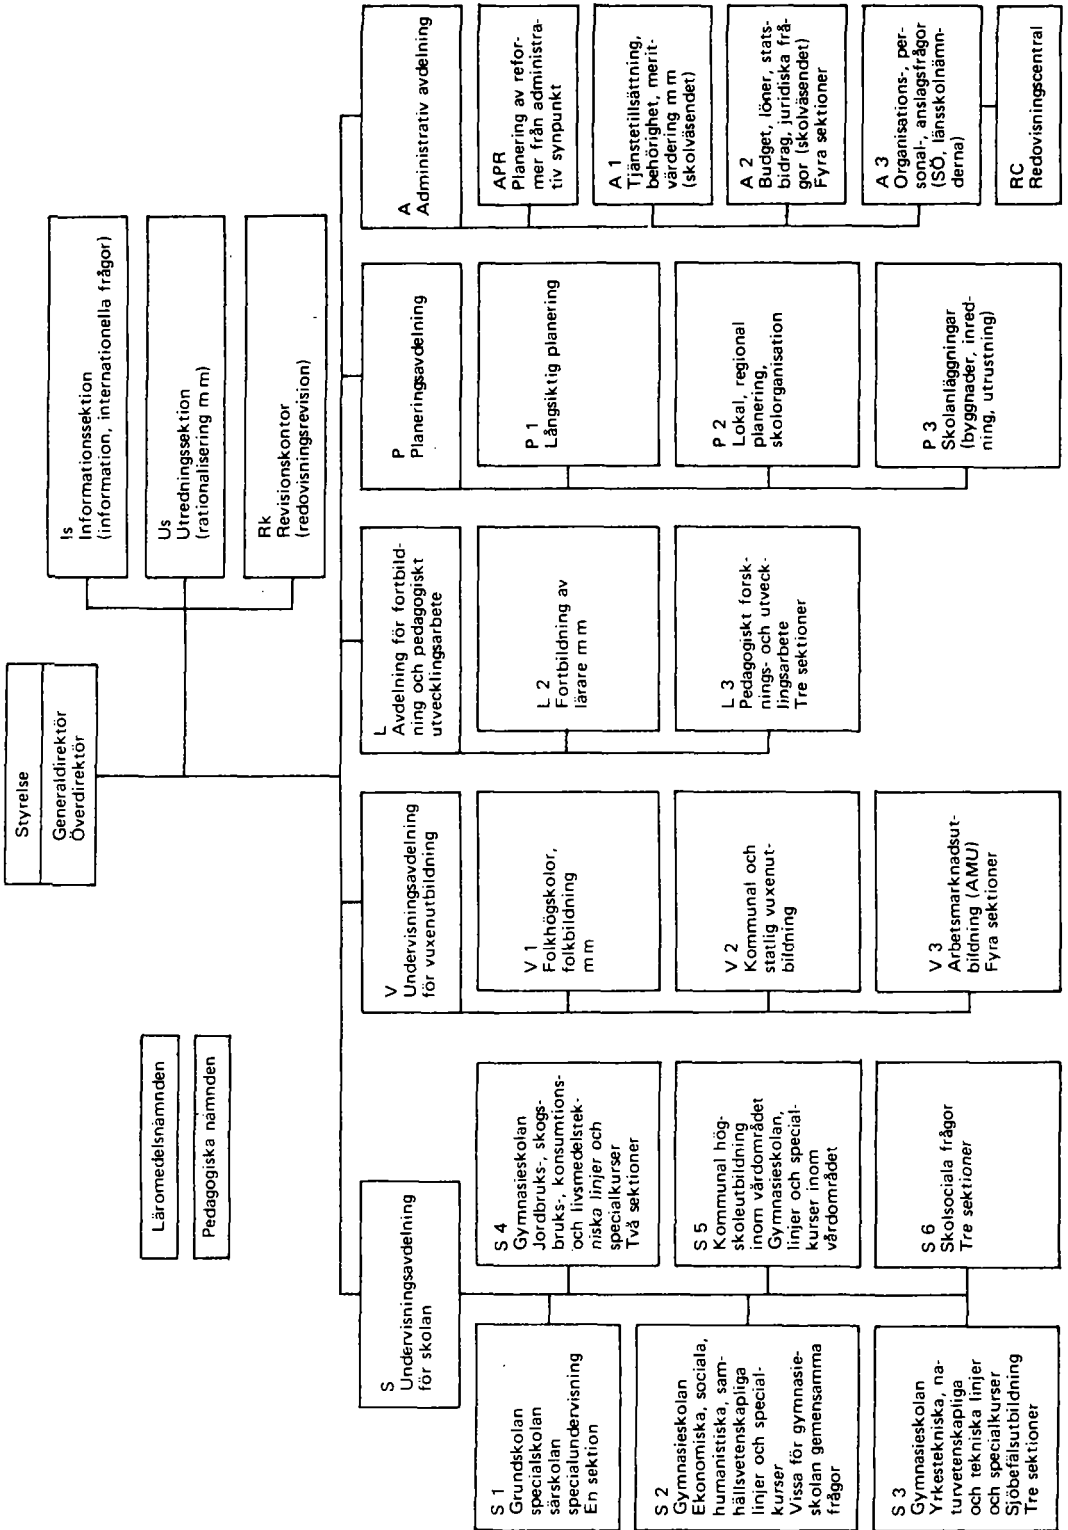 Styrelse
Generaldirektör
Överdirektör
Läromedelsnämnden
Pedagogiska nämnden
Is
Informationssektion
(information, internationella frågor)
Us
Utredningssektion
(rationalisering m m)
Rk
Revisionskontor
(redovisningsrevision)
S
Undervisningsavdelning
för skolan
S 1
Grundskolan
specialskolan
särskolan
specialundervisning
En sektion
S 2
Gymnasieskolan
Ekonomiska, sociala,
humanistiska, sam-
hällsvetenskapliga
linjer och special-
kurser
Vissa för gymnasie-
skolan gemensamma
frågor
S 3
Gymnasieskolan
Yrkestekniska, na-
turvetenskapliga
och tekniska linjer
och specialkurser
Sjöbefälsutbildning
Tre sektioner
S 4
Gymnasieskolan
Jordbruks-, skogs-
bruks-, konsumtions-
och livsmedelstek-
niska linjer och
specialkurser
Två sektioner
S 5
Kommunal hög-
skoleutbildning
inom vårdområdet
Gymnasieskolan,
linjer och special-
kurser inom
vårdområdet
S 6
Skolsociala frågor
Tre sektioner
V
Undervisningsavdelning
för vuxenutbildning
V 1
Folkhögskolor,
folkbildning
m m
V 2
Kommunal och
statlig vuxenut-
bildning
V 3
Arbetsmarknadsut-
bildning (AMU)
Fyra sektioner
L
Avdelning för fortbild-
ning och pedagogiskt
utvecklingsarbete
L 2
Fortbildning av
lärare m m
L 3
Pedagogiskt forsk-
nings- och utveck-
lingsarbete
Tre sektioner
P
Planeringsavdelning
P 1
Långsiktig planering
P 2
Lokal, regional
planering,
skolorganisation
P 3
Skolanläggningar
(byggnader, inred-
ning, utrustning)
A
Administrativ avdelning
APR
Planering av refor-
mer från administra-
tiv synpunkt
A 1
Tjänstetillsättning,
behörighet, merit-
värdering m m
(skolväsendet)
A 2
Budget, löner, stats-
bidrag, juridiska frå-
gor (skolväsendet)
Fyra sektioner
A 3
Organisations-, per-
sonal-, anslagsfrågor
(SÖ, länsskolnämn-
derna)
RC
Redovisningscentral